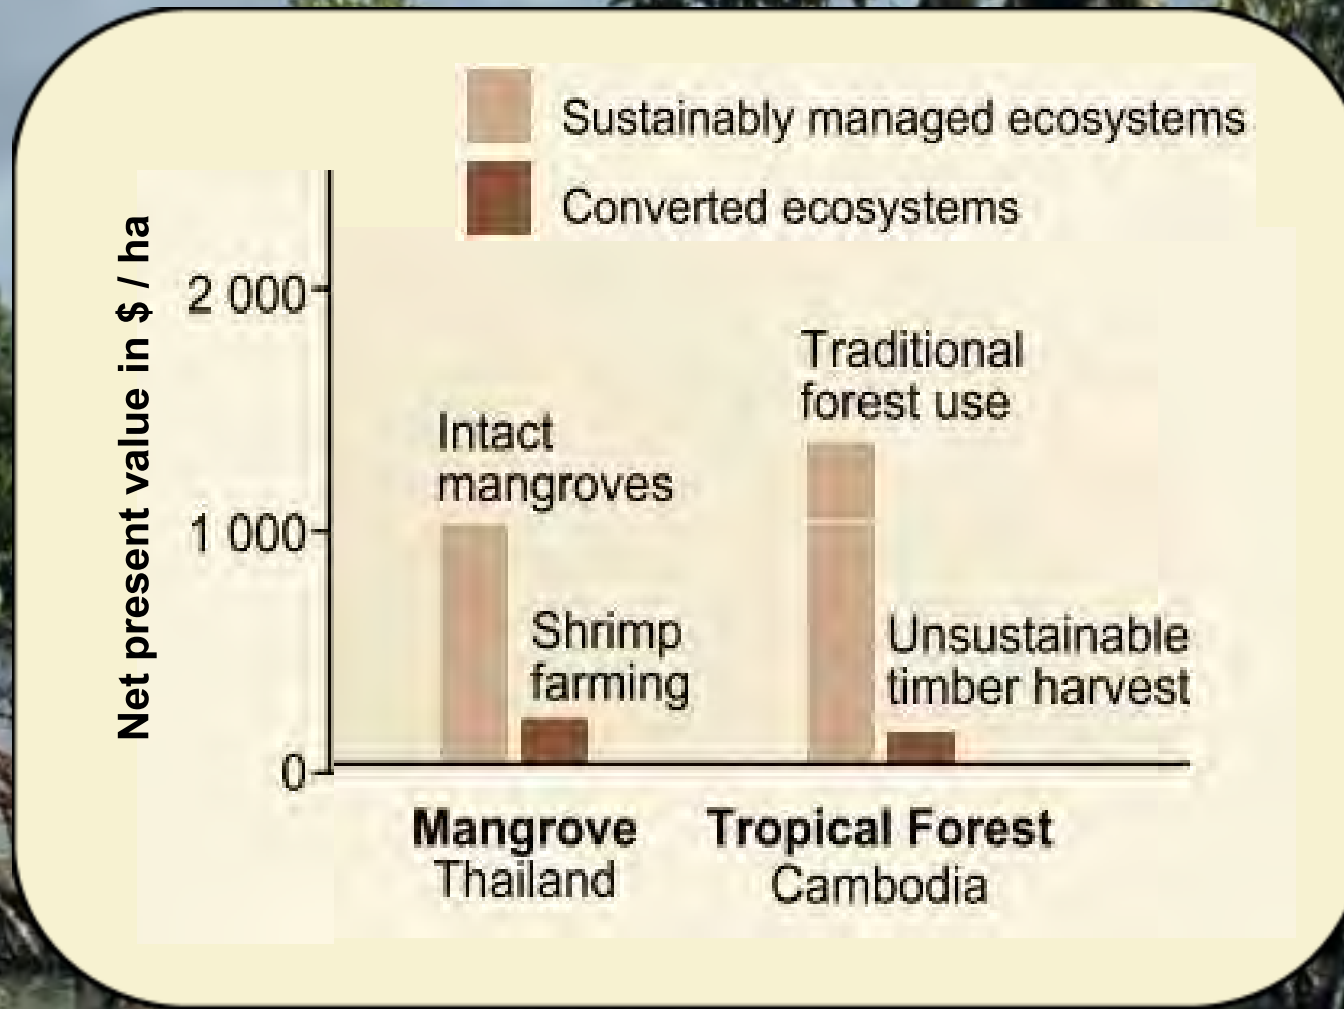 Sustainably managed ecosystems
Converted ecosystems
Net present value in $ / ha
2 000
1 000
0
Intact
mangroves
Shrimp
farming
Traditional
forest use
Unsustainable
timber harvest
Mangrove
Thailand
Tropical Forest
Cambodia